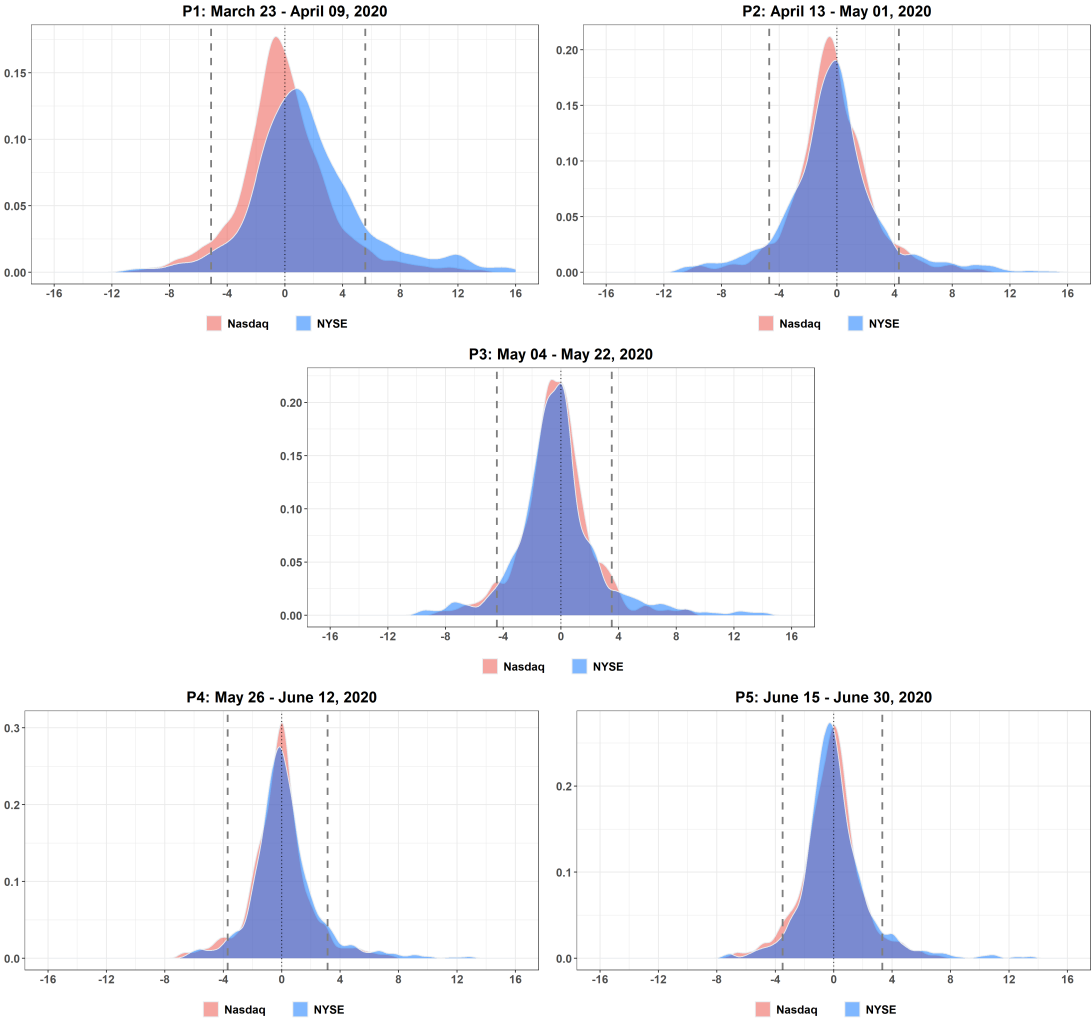 P1: March 23 - April 09, 2020
0.15
0.10
0.05
0.00
-16 -12 -8 -4 0 4 8 12 16
Nasdaq NYSE
P2: April 13 - May 01, 2020
0.20
0.15
0.10
0.05
0.00
-16 -12 -8 -4 0 4 8 12 16
Nasdaq NYSE
P3: May 04 - May 22, 2020
0.20
0.15
0.10
0.05
0.00
-16 -12 -8 -4 0 4 8 12 16
Nasdaq NYSE
P4: May 26 - June 12, 2020
0.3
0.2
0.1
0.0
-16 -12 -8 -4 0 4 8 12 16
Nasdaq NYSE
P5: June 15 - June 30, 2020
0.2
0.1
0.0
-16 -12 -8 -4 0 4 8 12 16
Nasdaq NYSE